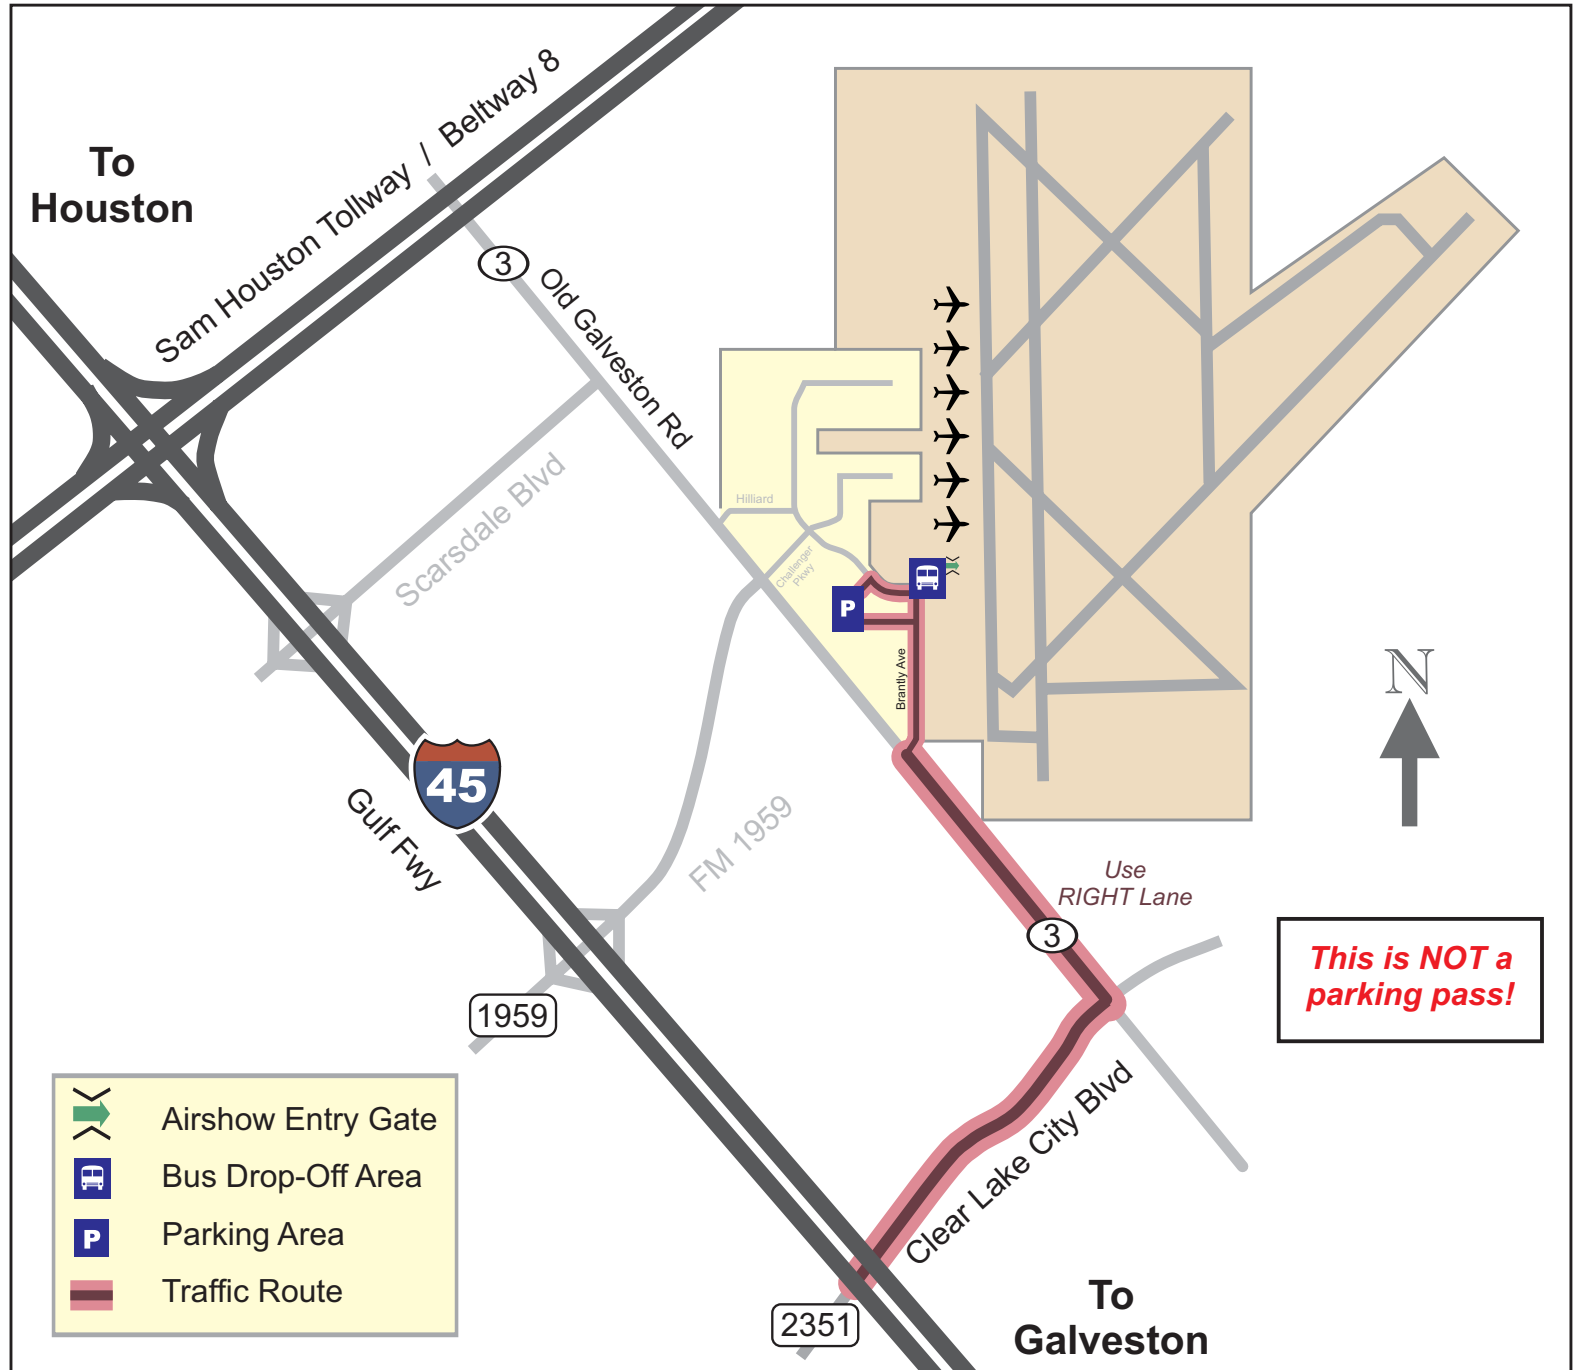 To
Houston
Sam Houston Tollway / Beltway 8
3
Old Galveston Rd
Scarsdale Blvd
Hilliard
Challenger
Pkwy
P
Brantly Ave
N
45
Gulf Fwy
FM 1959
Use
RIGHT Lane
3
This is NOT a
parking pass!
1959
Clear Lake City Blvd
Airshow Entry Gate
Bus Drop-Off Area
P
Parking Area
Traffic Route
2351
To
Galveston